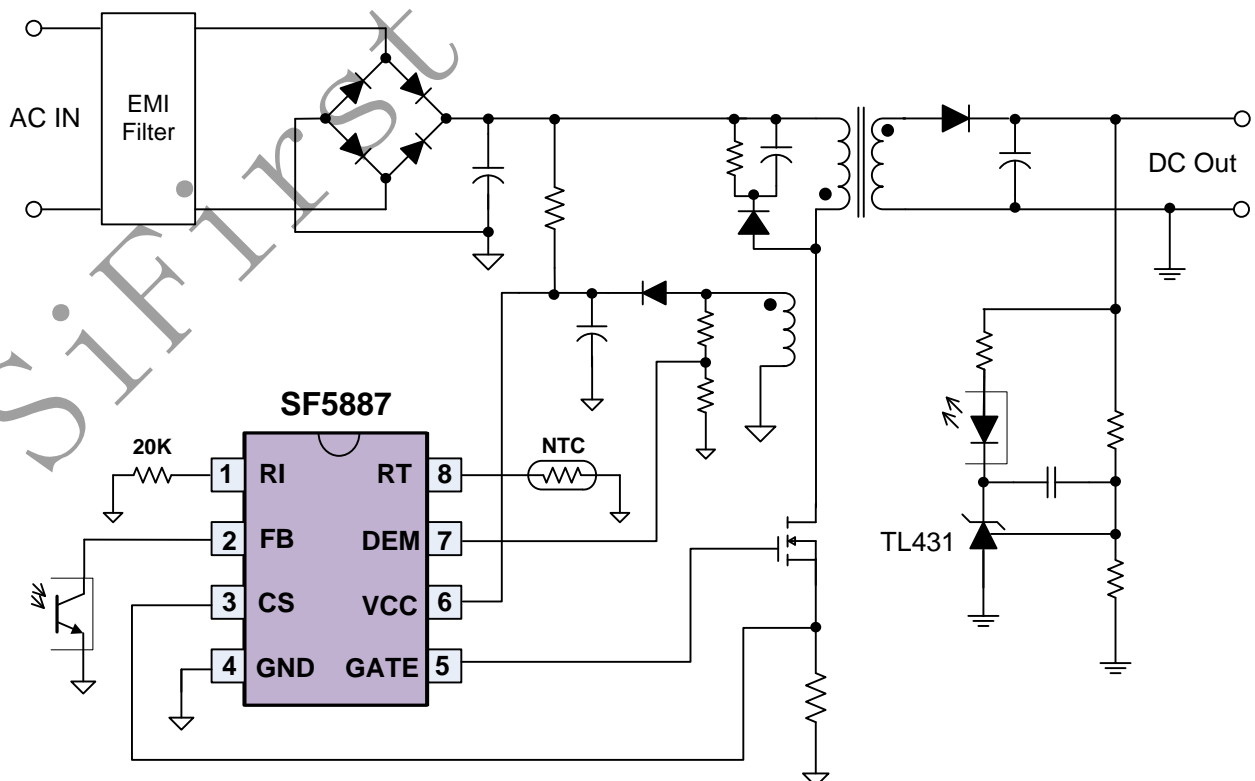 AC IN
EMI
Filter
DC Out
SiFirst
SF5887
20K
NTC
1 RI RT 8
2 FB DEM 7
3 CS VCC 6
4 GND GATE 5
TL431